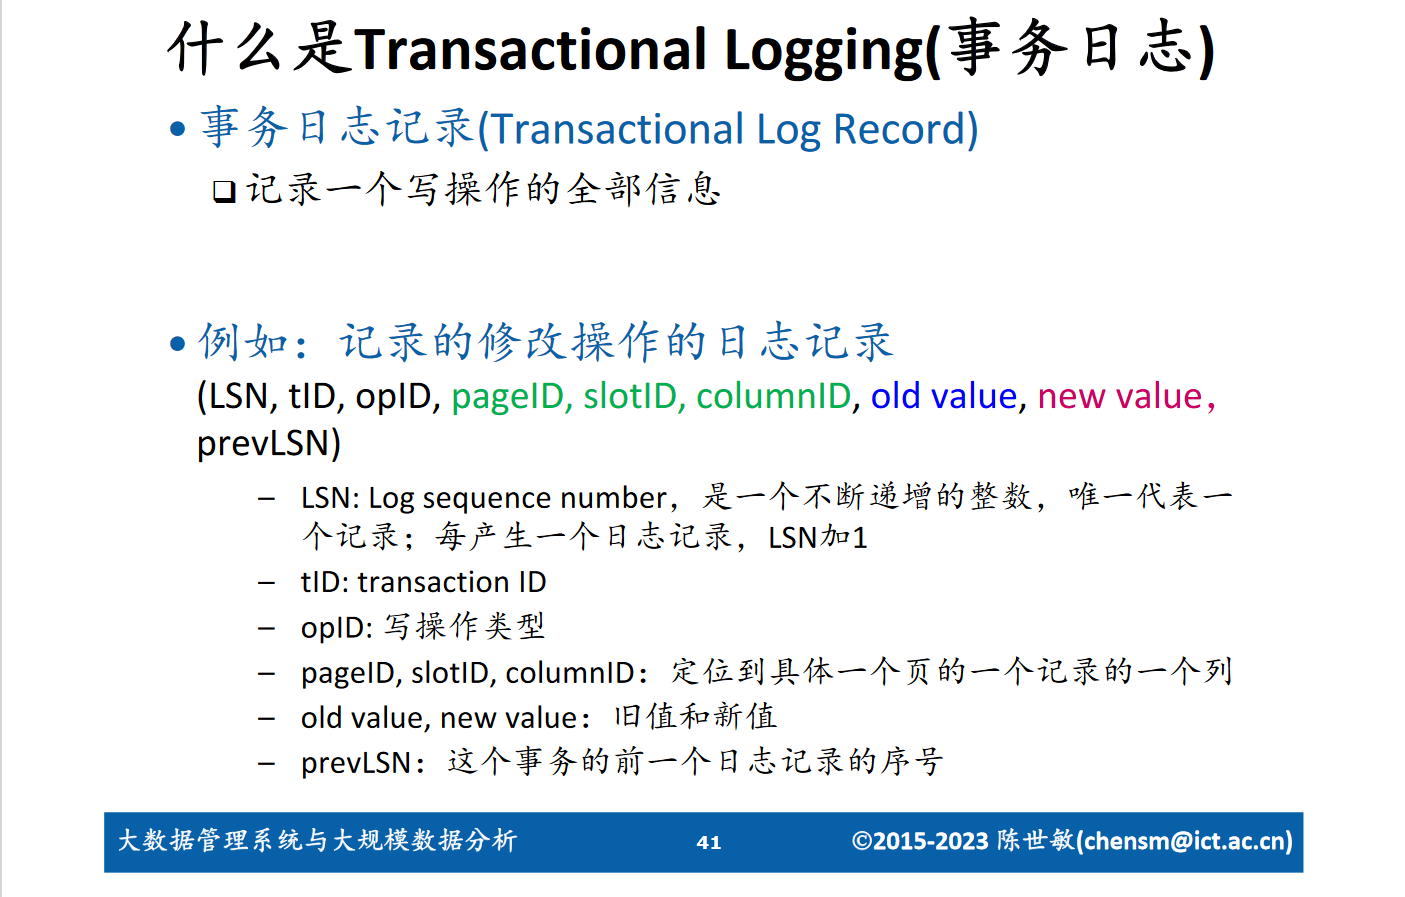 什么是Transactional Logging(事务日志)
• 事务日志记录(Transactional Log Record)
❑ 记录一个写操作的全部信息
• 例如：记录的修改操作的日志记录
(LSN, tID, opID, pageID, slotID, columnID, old value, new value，
prevLSN)
– LSN: Log sequence number，是一个不断递增的整数，唯一代表一
个记录；每产生一个日志记录，LSN加1
– tID: transaction ID
– opID: 写操作类型
– pageID, slotID, columnID：定位到具体一个页的一个记录的一个列
– old value, new value：旧值和新值
– prevLSN：这个事务的前一个日志记录的序号
大数据管理系统与大规模数据分析
41
©2015-2023 陈世敏(chensm@ict.ac.cn)